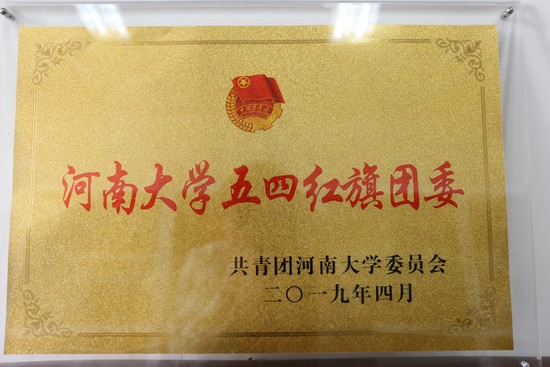 河南大学五四红旗团委
共青团河南大学委员会
二〇一九年四月